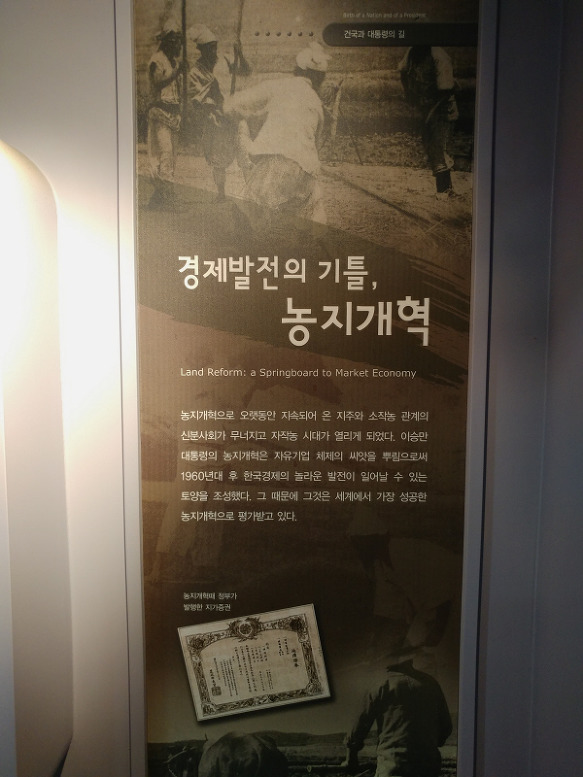 Birth of a Nation and of a President
건국과 대통령의 길
경제발전의 기틀,
농지개혁
Land Reform: a Springboard to Market Economy
농지개혁으로 오랫동안 지속되어 온 지주와 소작농 관계의
신분사회가 무너지고 자작농 시대가 열리게 되었다. 이승만
대통령의 농지개혁은 자유기업 체제의 씨앗을 뿌림으로써
1960년대 후 한국경제의 놀라운 발전이 일어날 수 있는
토양을 조성했다. 그 때문에 그것은 세계에서 가장 성공한
농지개혁으로 평가받고 있다.
농지개혁때 정부가
발행한 지가증권